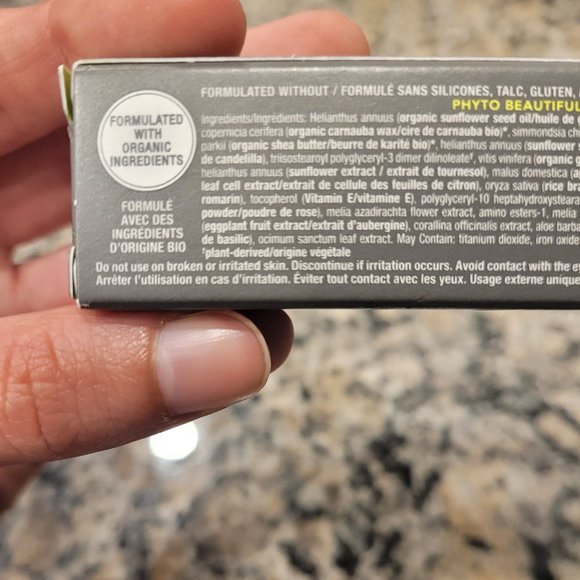 FORMULATED WITHOUT / FORMULÉ SANS SILICONES, TALC, GLUTEN,
PHYTO BEAUTIFUL
FORMULATED
WITH
ORGANIC
INGREDIENTS
FORMULÉ
AVEC DES
INGRÉDIENTS
D'ORIGINE BIO
Ingredients/Ingrédients: Helianthus annuus (organic sunflower seed oil/huile de
copernicia cerifera (organic carnauba wax/cire de carnauba bio)*, simmondsia
parkii (organic shea butter/beurre de karité bio)*, helianthus annuus (sunflower
de candelilla), triisostearoyl polyglyceryl-3 dimer dilinoleate†, vitis vinifera (organic
helianthus annuus (sunflower extract / extrait de tournesol), malus domestica
leaf cell extract/extrait de cellule des feuilles de citron), oryza sativa (rice
romarin), tocopherol (Vitamin E/vitamine E), polyglyceryl-10 heptahydroxystearate
powder/poudre de rose), melia azadirachta flower extract, amino esters-1, melia
(eggplant fruit extract/extrait d'aubergine), corallina officinalis extract, aloe
de basilic), ocimum sanctum leaf extract. May Contain: titanium dioxide, iron
†plant-derived/origine végétale
Do not use on broken or irritated skin. Discontinue if irritation occurs. Avoid contact with the
Arrêter l'utilisation en cas d'irritation. Éviter tout contact avec les yeux. Usage externe